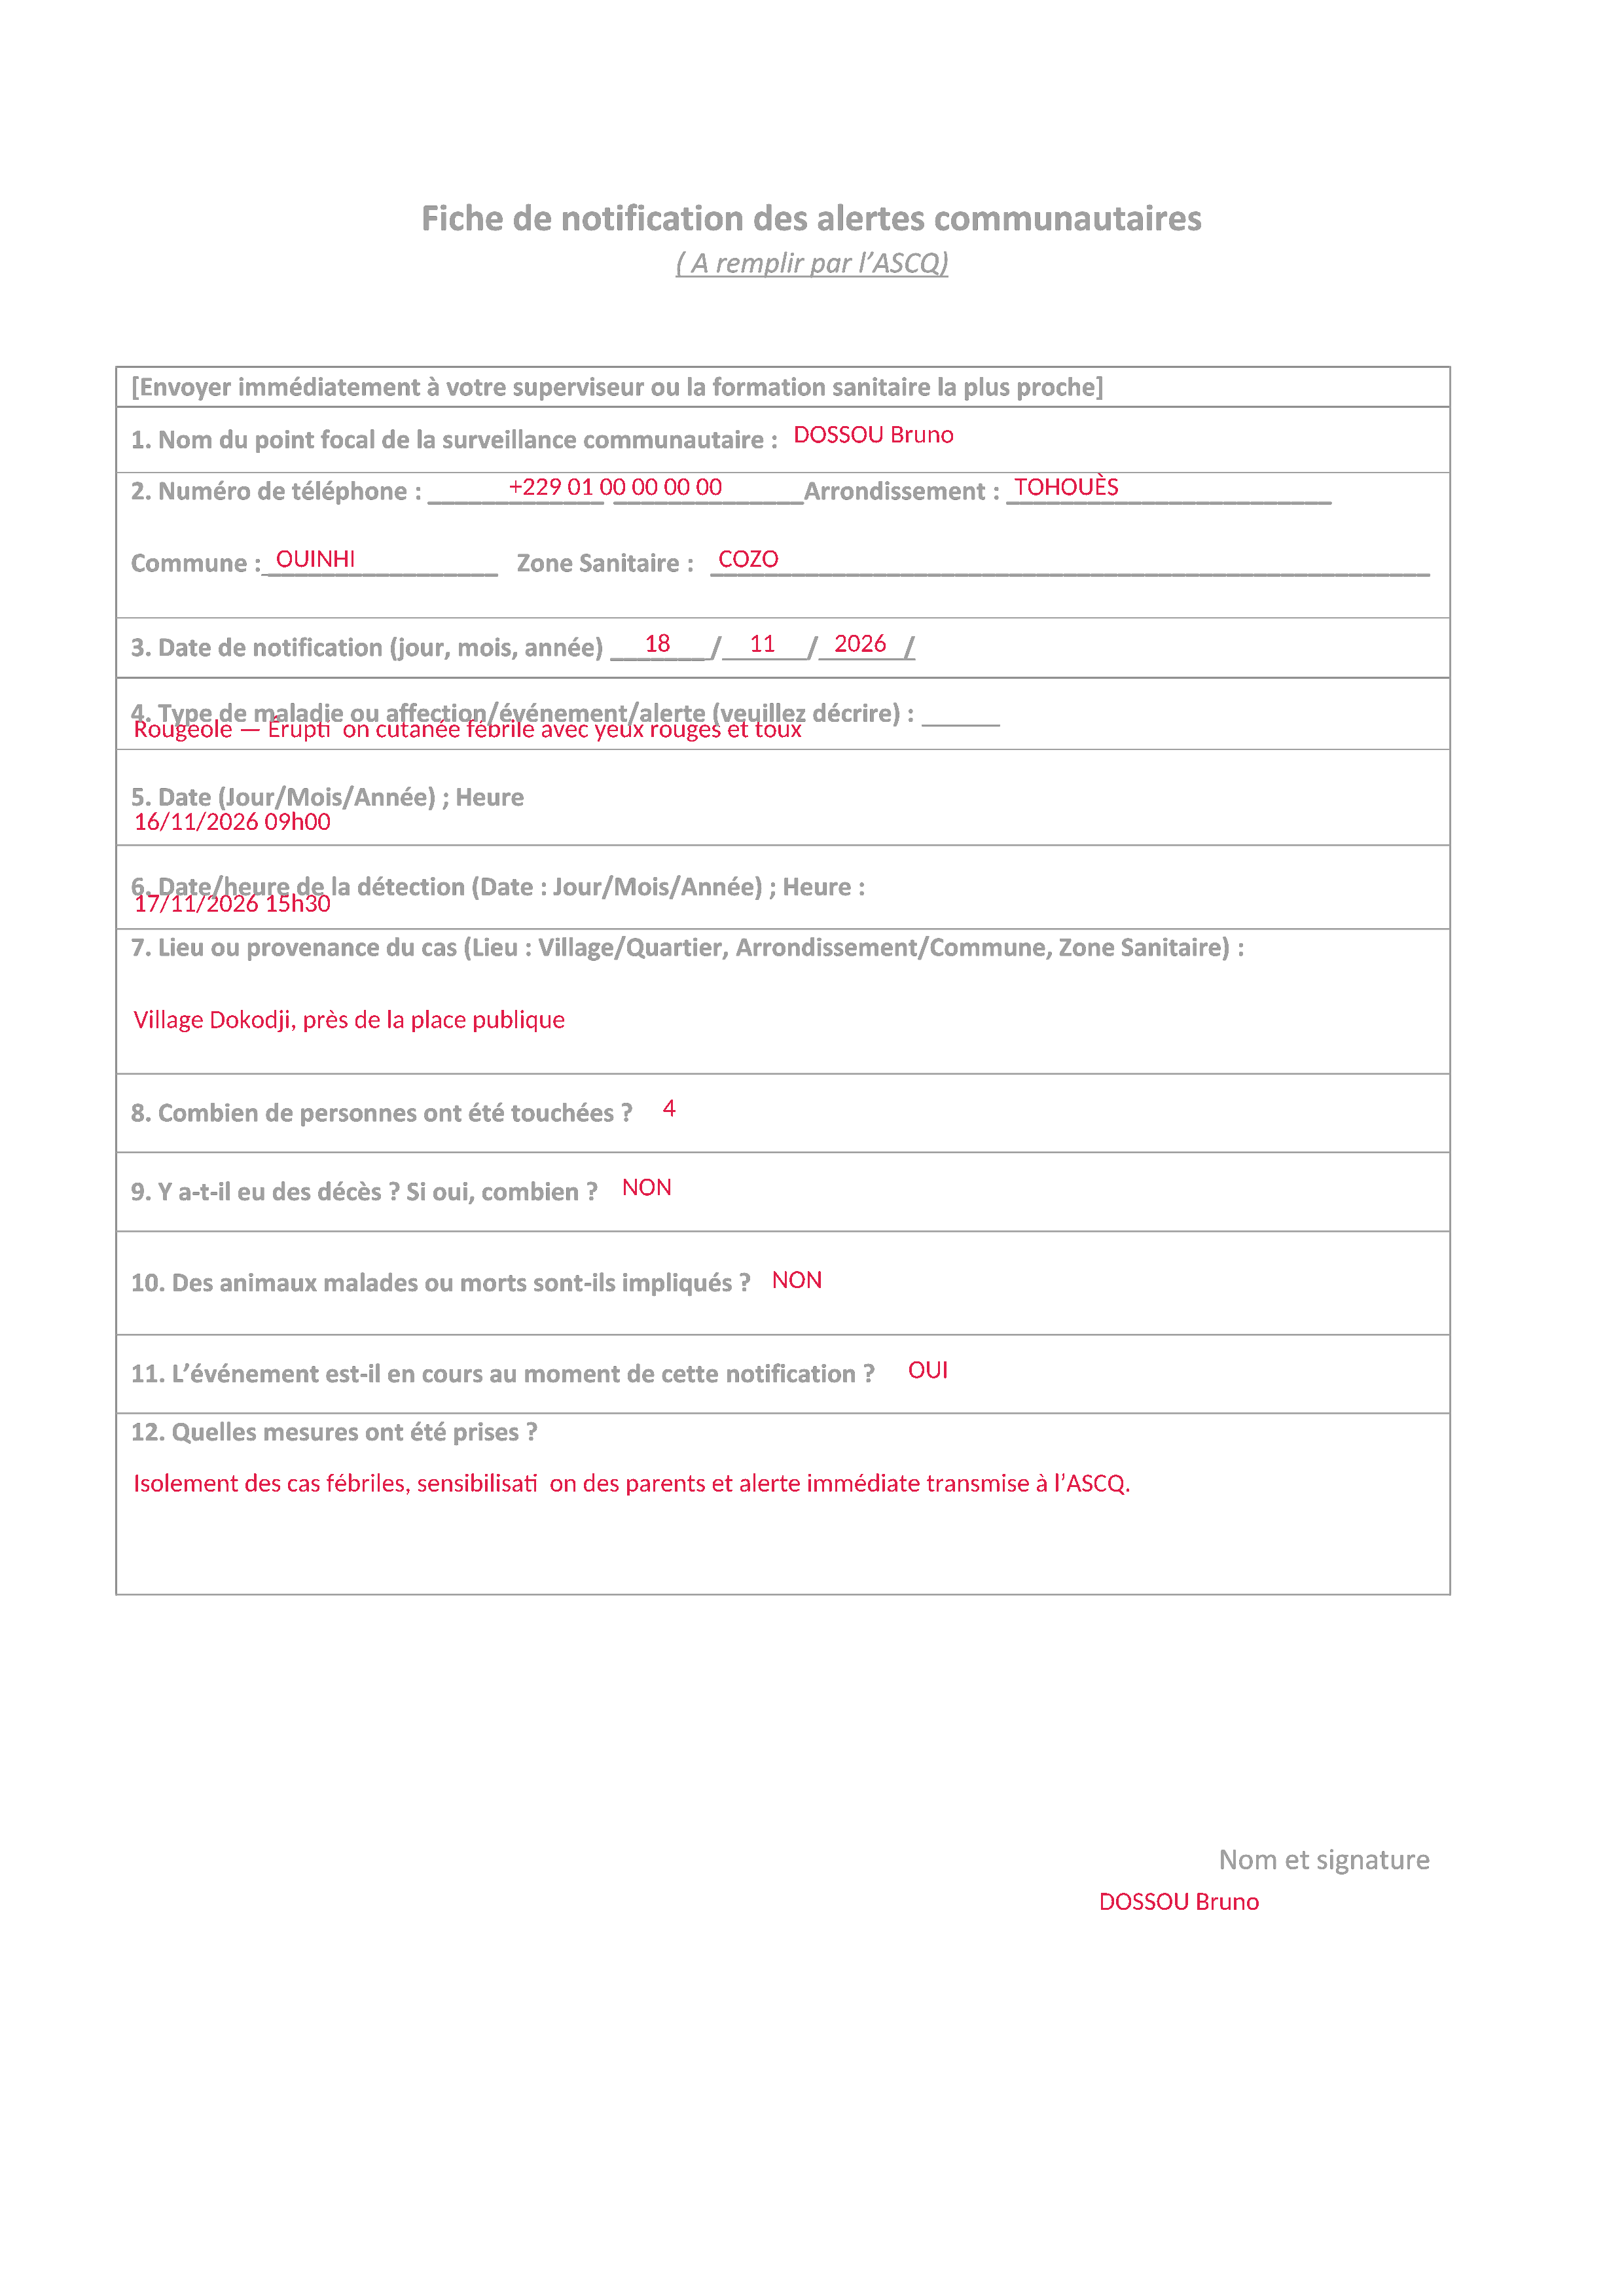 Fiche de notification des alertes communautaires
( A remplir par l’ASCQ)
[Envoyer immédiatement à votre superviseur ou la formation sanitaire la plus proche]
1. Nom du point focal de la surveillance communautaire : DOSSOU Bruno
2. Numéro de téléphone : +229 01 00 00 00 00 Arrondissement : TOHOUÈS
Commune : OUINHI Zone Sanitaire : COZO
3. Date de notification (jour, mois, année) 18 / 11 / 2026 /
4. Type de maladie ou affection/événement/alerte (veuillez décrire) : ______
Rougeole — Éruption cutanée fébrile avec yeux rouges et toux
5. Date (Jour/Mois/Année) ; Heure
16/11/2026 09h00
6. Date/heure de la détection (Date : Jour/Mois/Année) ; Heure :
17/11/2026 15h30
7. Lieu ou provenance du cas (Lieu : Village/Quartier, Arrondissement/Commune, Zone Sanitaire) :
Village Dokodji, près de la place publique
8. Combien de personnes ont été touchées ? 4
9. Y a-t-il eu des décès ? Si oui, combien ? NON
10. Des animaux malades ou morts sont-ils impliqués ? NON
11. L’événement est-il en cours au moment de cette notification ? OUI
12. Quelles mesures ont été prises ?
Isolement des cas fébriles, sensibilisation des parents et alerte immédiate transmise à l’ASCQ.
Nom et signature
DOSSOU Bruno